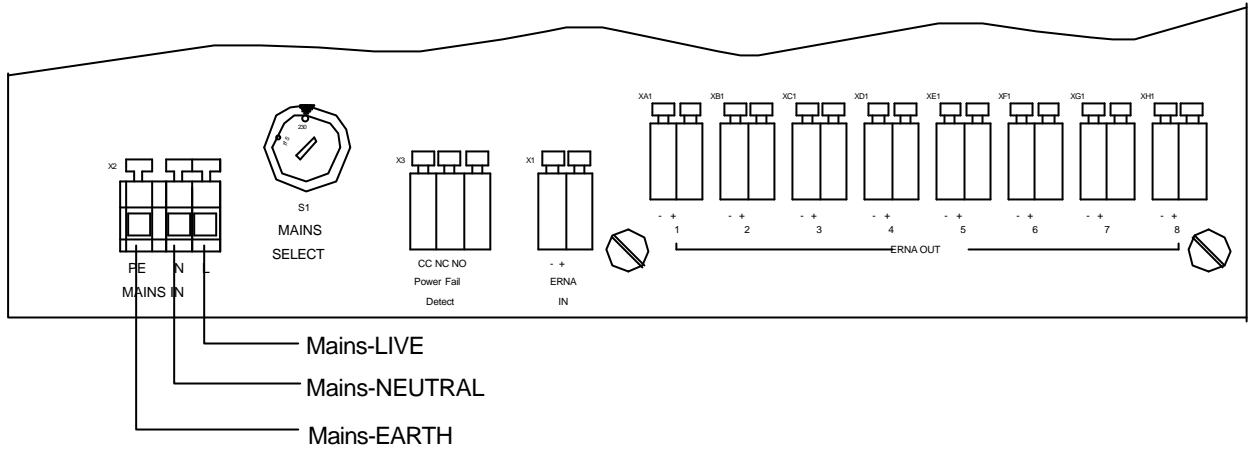 XA1 XB1 XC1 XD1 XE1 XF1 XG1 XH1
230
X2 X3 X1
S1
MAINS
SELECT
- + - + - + - + - + - + - + - +
1 2 3 4 5 6 7 8
ERNA OUT
CC NC NO
Power Fail
Detect
- +
ERNA
IN
PE N L
MAINS IN
Mains-LIVE
Mains-NEUTRAL
Mains-EARTH